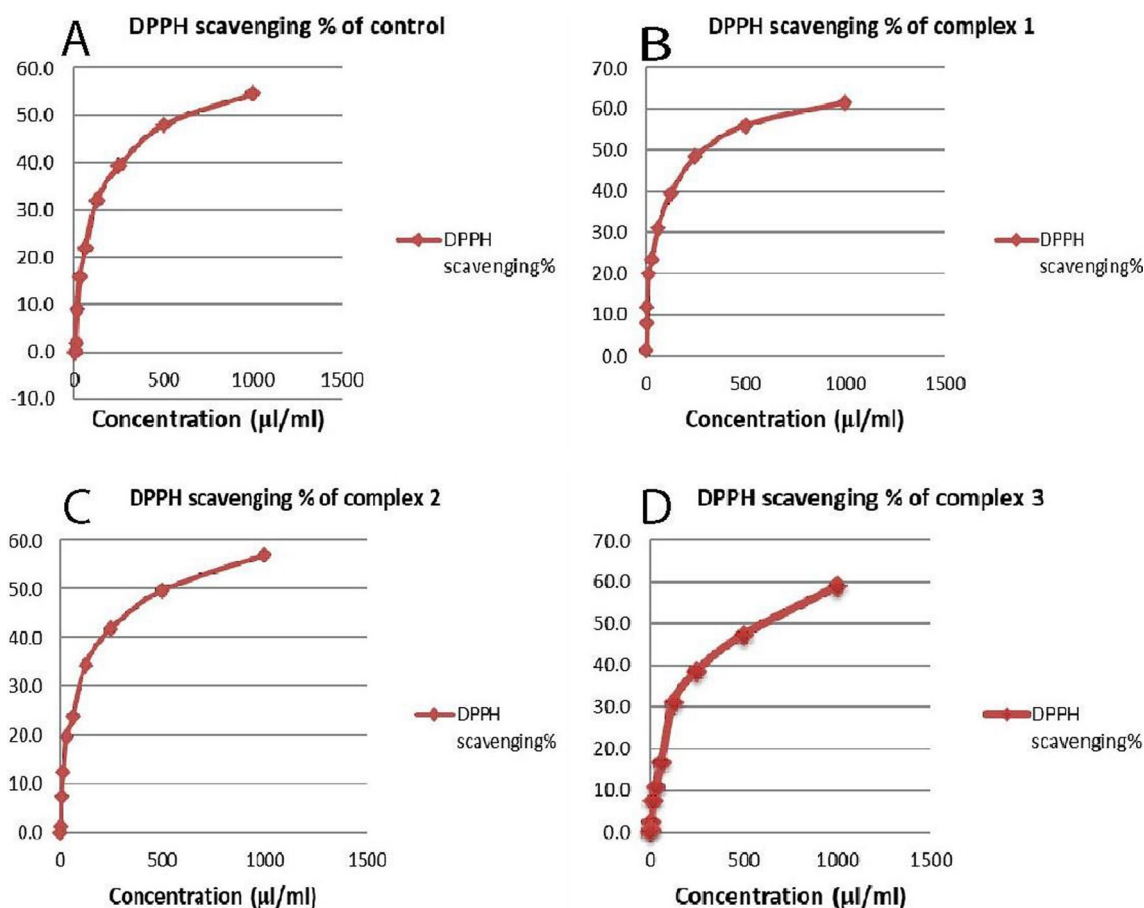 A
DPPH scavenging % of control
60.0
50.0
40.0
30.0
20.0
10.0
0.0
-10.0
0
500
1000
1500
Concentration (µl/ml)
DPPH
scavenging%
B
DPPH scavenging % of complex 1
70.0
60.0
50.0
40.0
30.0
20.0
10.0
0.0
0
500
1000
1500
Concentration (µl/ml)
DPPH
scavenging%
C
DPPH scavenging % of complex 2
60.0
50.0
40.0
30.0
20.0
10.0
0.0
0
500
1000
1500
Concentration (µl/ml)
DPPH
scavenging%
D
DPPH scavenging % of complex 3
70.0
60.0
50.0
40.0
30.0
20.0
10.0
0.0
0
500
1000
1500
Concentration (µl/ml)
DPPH
scavenging%